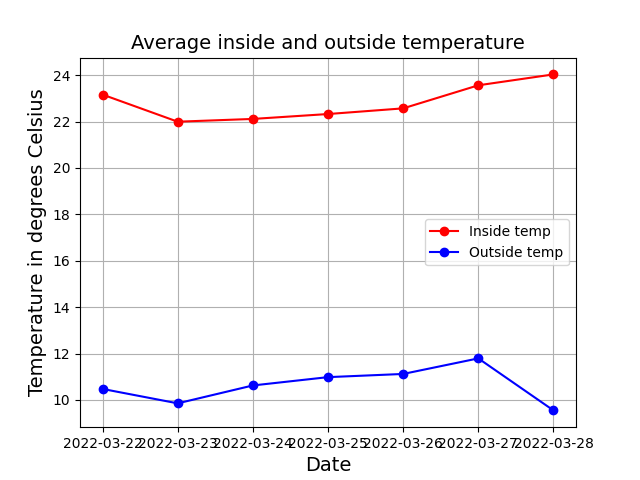 Average inside and outside temperature
Temperature in degrees Celsius
24
22
20
18
16
14
12
10
Inside temp
Outside temp
2022-03-22 2022-03-23 2022-03-24 2022-03-25 2022-03-26 2022-03-27 2022-03-28
Date